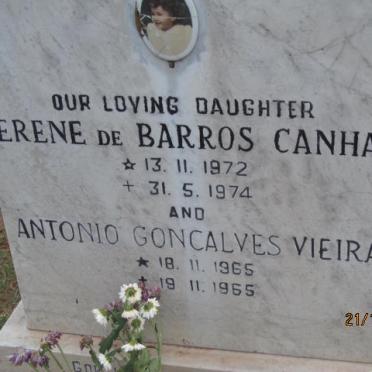 OUR LOVING DAUGHTER
ERENE DE BARROS CANHA
☆ 13. 11. 1972
+ 31. 5. 1974
AND
ANTONIO GONCALVES VIEIRA
★ 18. 11. 1965
✝ 19. 11. 1965
21/